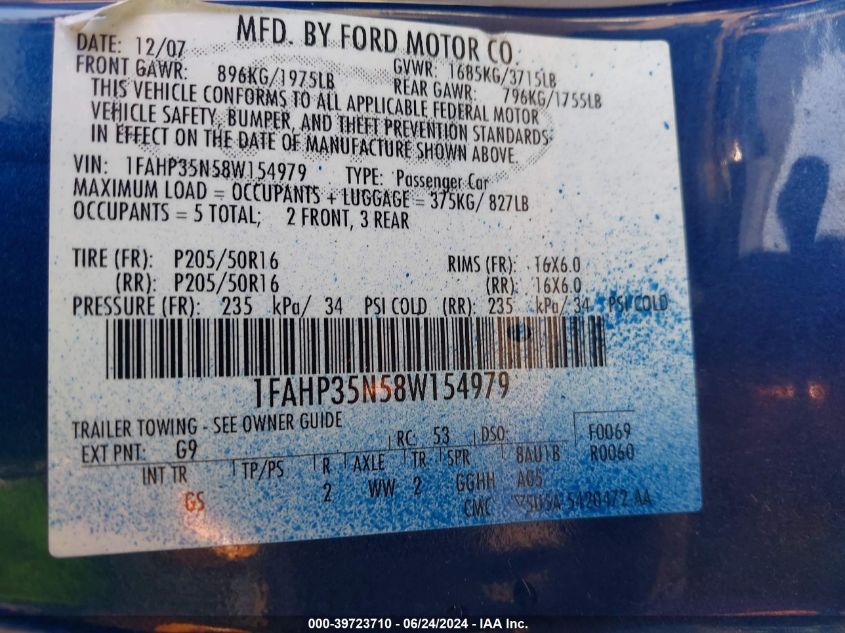 MFD. BY FORD MOTOR CO.
DATE: 12/07 GVWR: 1685KG/3715LB
FRONT GAWR: 896KG/1975LB REAR GAWR: 796KG/1755LB
THIS VEHICLE CONFORMS TO ALL APPLICABLE FEDERAL MOTOR
VEHICLE SAFETY, BUMPER, AND THEFT PREVENTION STANDARDS
IN EFFECT ON THE DATE OF MANUFACTURE SHOWN ABOVE.
VIN: 1FAHP35N58W154979 TYPE: Passenger Car
MAXIMUM LOAD = OCCUPANTS + LUGGAGE = 375KG/ 827LB
OCCUPANTS = 5 TOTAL; 2 FRONT, 3 REAR
TIRE (FR): P205/50R16 RIMS (FR): 16X6.0
(RR): P205/50R16 (RR): 16X6.0
PRESSURE (FR): 235 kPa/ 34 PSI COLD (RR): 235 kPa/ 34 PSI COLD
1FAHP35N58W154979
TRAILER TOWING - SEE OWNER GUIDE
EXT PNT: G9 RC: 53 DSO: F0069
INT TR TP/PS R AXLE TR SPR 8AU1B R0060
GS 2 WW 2 GGHH A05
CMC 5420472 AA
000-39723710 - 06/24/2024 - IAA Inc.